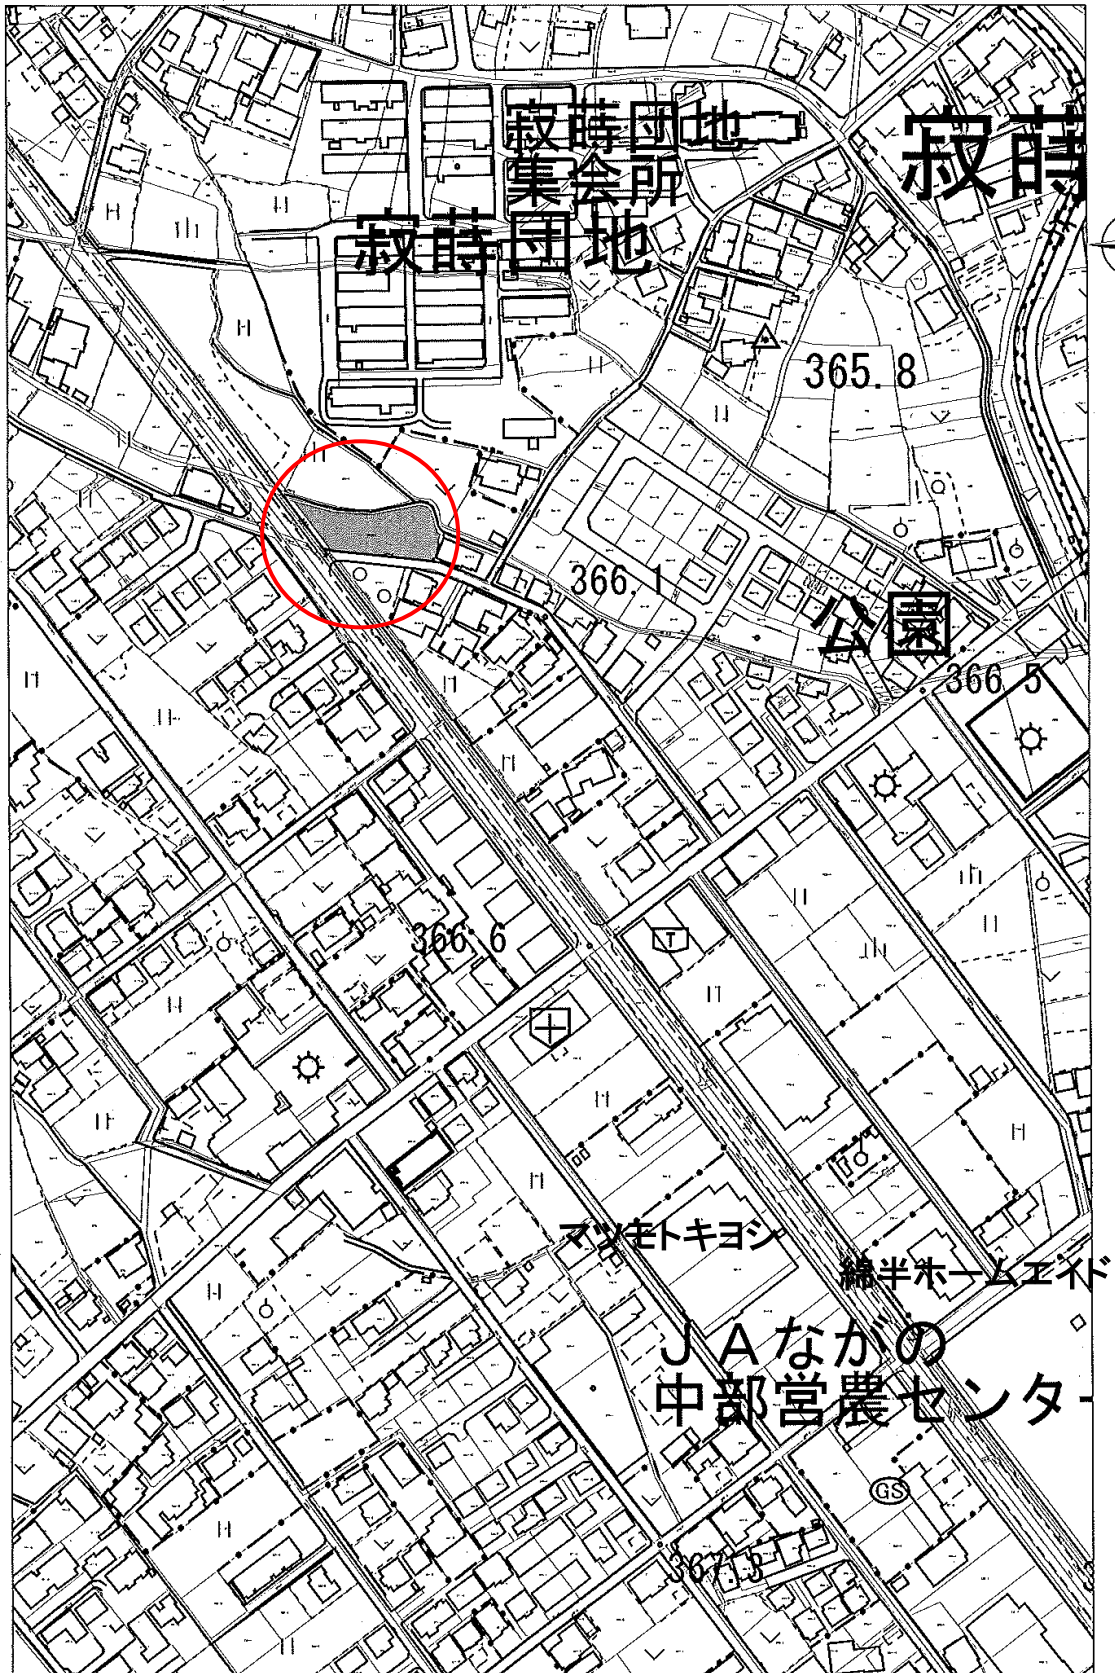 寂蒔団地
集会所
寂蒔
寂蒔団地
365.8
366.1
公園
366.5
T
366.6
マツモトキヨシ
綿半ホームエイド
JAながの
中部営農センター
GS
367.3